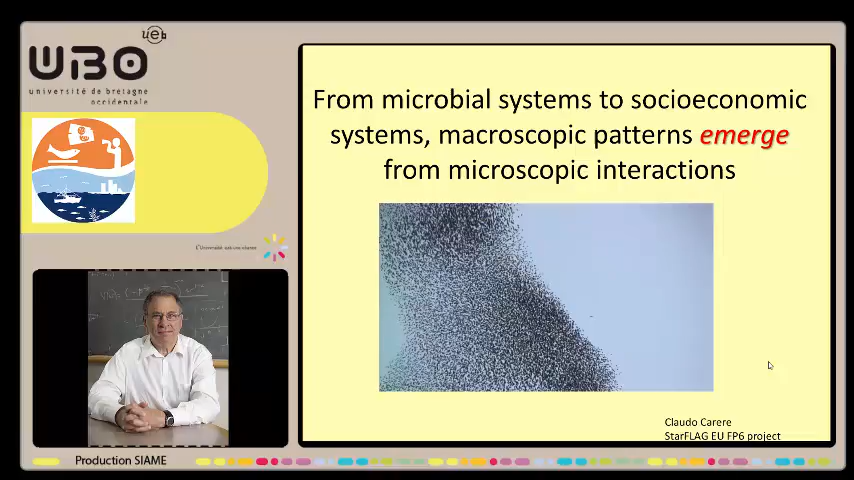 ueb
UBO
université de bretagne
occidentale
From microbial systems to socioeconomic
systems, macroscopic patterns emerge
from microscopic interactions
Claudo Carere
StarFLAG EU FP6 project
Production SIAME